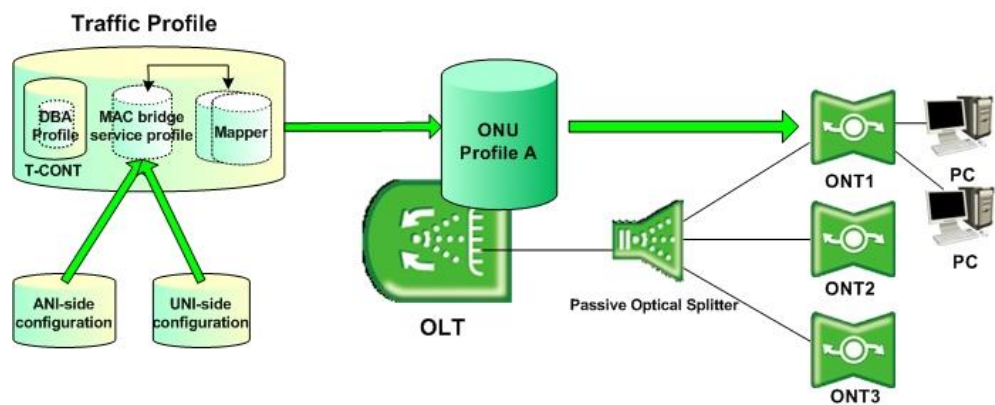 Traffic Profile
DBA
Profile
T-CONT
MAC bridge
service profile
Mapper
ONU
Profile A
ANI-side
configuration
UNI-side
configuration
OLT
Passive Optical Splitter
ONT1
ONT2
ONT3
PC
PC